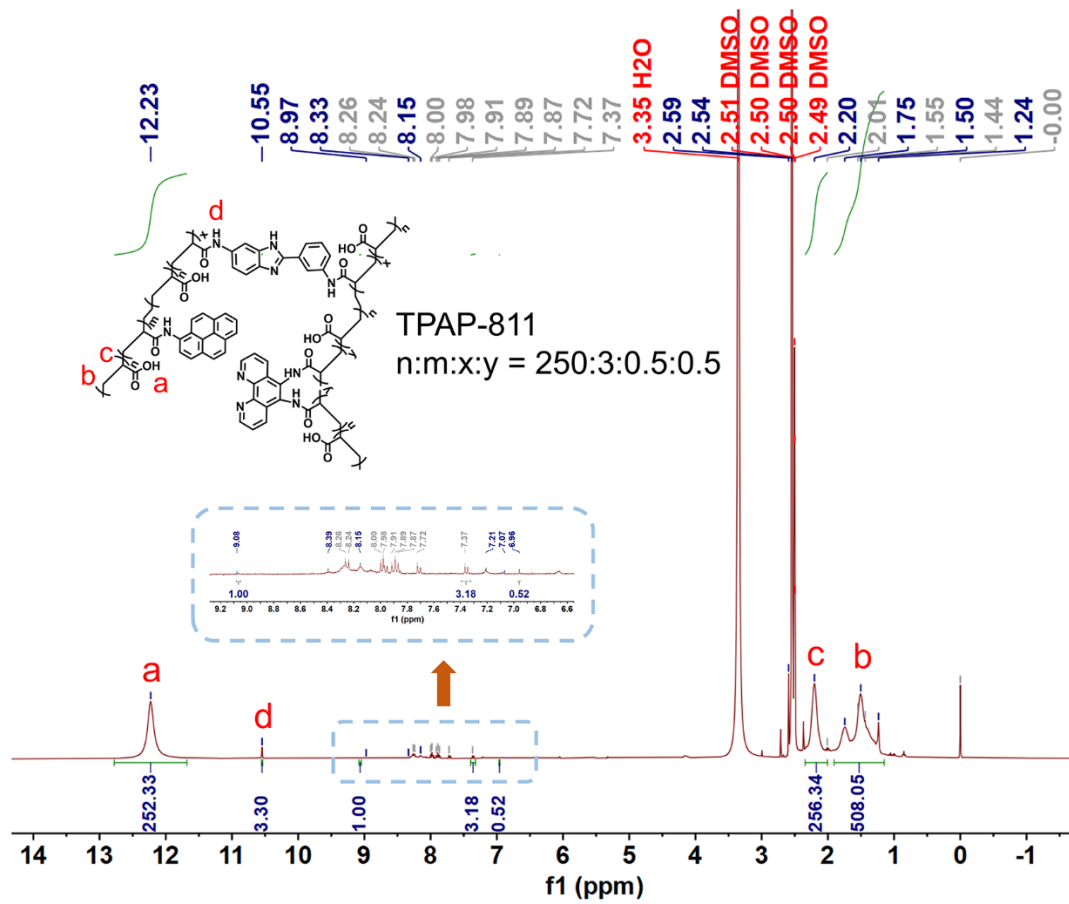 -12.23
-10.55
8.97
8.33
8.26
8.24
8.15
8.00
7.98
7.91
7.89
7.87
7.72
7.37
3.35 H2O
2.59
2.54
2.51 DMSO
2.50 DMSO
2.50 DMSO
2.49 DMSO
2.20
2.01
1.75
1.55
1.50
1.44
1.24
-0.00
d
H
N
H
N
N
N
H
O
O
HO
O
n
x
OH
O
m
H
N
O
n
HO
O
c
OH
O
b
a
N
N
HN
NH
O
O
y
n
HO
O
TPAP-811
n:m:x:y = 250:3:0.5:0.5
9.08
8.39
8.26
8.24
8.15
8.00
7.98
7.91
7.89
7.87
7.72
7.37
7.21
7.07
6.96
1.00
3.18
0.52
9.2 9.0 8.8 8.6 8.4 8.2 8.0 7.8 7.6 7.4 7.2 7.0 6.8 6.6
f1 (ppm)
a
d
c
b
252.33
3.30
1.00
3.18
0.52
256.34
508.05
14 13 12 11 10 9 8 7 6 5 4 3 2 1 0 -1
f1 (ppm)